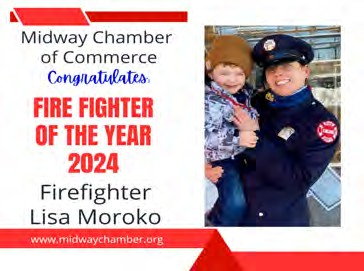 Midway Chamber
of Commerce
Congratulates
FIRE FIGHTER
OF THE YEAR
2024
Firefighter
Lisa Moroko
www.midwaychamber.org